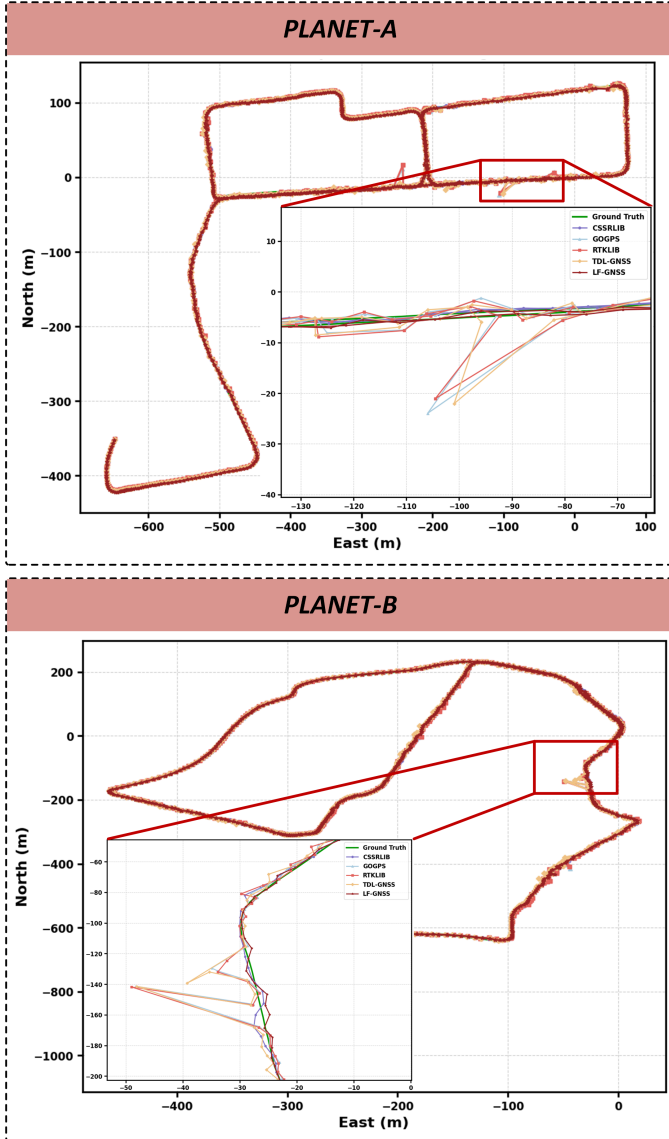 PLANET-A
100
0
−100
−200
−300
−400
North (m)
10
0
−10
−20
−30
−40
Ground Truth
CSSRLIB
GOGPS
RTKLIB
TDL-GNSS
LF-GNSS
−130 −120 −110 −100 −90 −80 −70
−600 −500 −400 −300 −200 −100 0 100
East (m)
PLANET-B
200
0
−200
−400
−600
−800
−1000
North (m)
−60
−80
−100
−120
−140
−160
−180
−200
Ground Truth
CSSRLIB
GOGPS
RTKLIB
TDL-GNSS
LF-GNSS
−50 −40 −30 −20 −10 0
−400 −300 −200 −100 0
East (m)